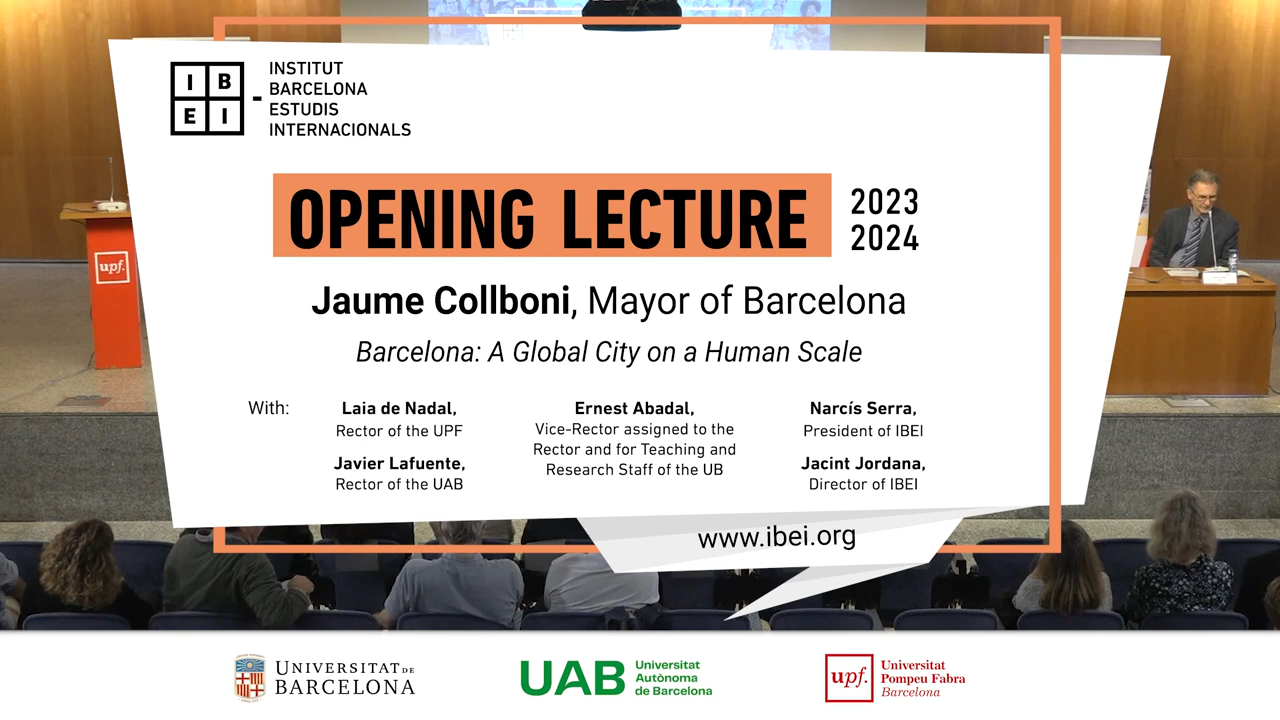 I B
E I
-
INSTITUT
BARCELONA
ESTUDIS
INTERNACIONALS
OPENING LECTURE
2023
2024
Jaume Collboni, Mayor of Barcelona
Barcelona: A Global City on a Human Scale
With:
Laia de Nadal,
Rector of the UPF
Javier Lafuente,
Rector of the UAB
Ernest Abadal,
Vice-Rector assigned to the
Rector and for Teaching and
Research Staff of the UB
Narcís Serra,
President of IBEI
Jacint Jordana,
Director of IBEI
www.ibei.org
upf.
UNIVERSITAT DE
BARCELONA
UAB
Universitat
Autònoma
de Barcelona
upf.
Universitat
Pompeu Fabra
Barcelona